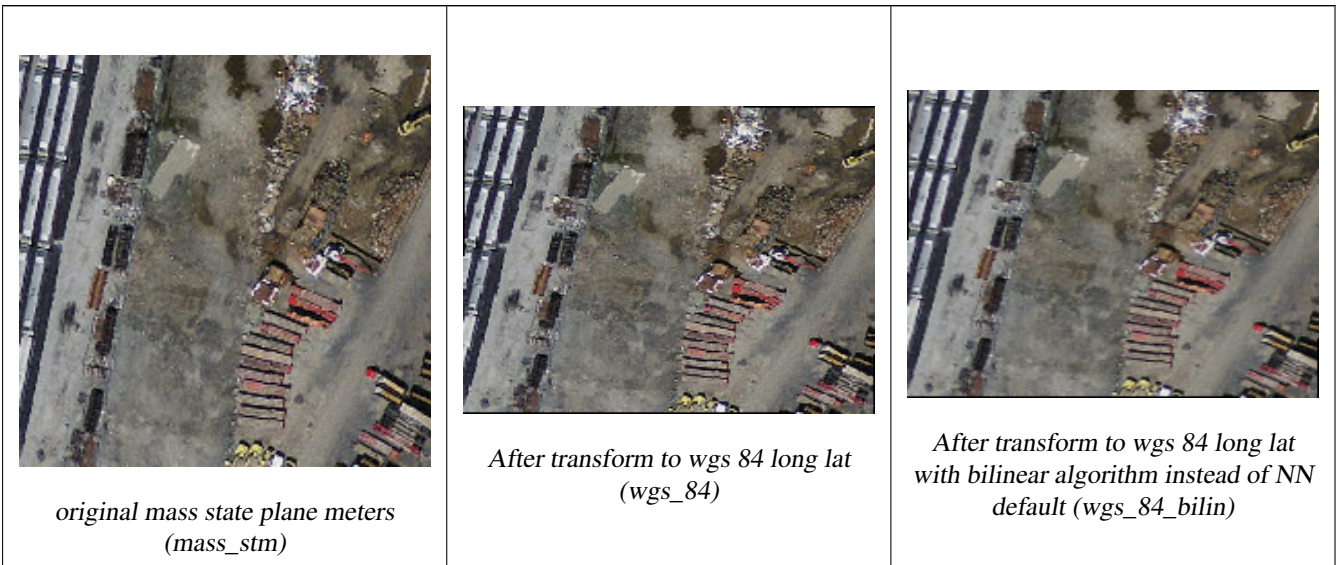 original mass state plane meters
(mass_stm)
After transform to wgs 84 long lat
(wgs_84)
After transform to wgs 84 long lat
with bilinear algorithm instead of NN
default (wgs_84_bilin)